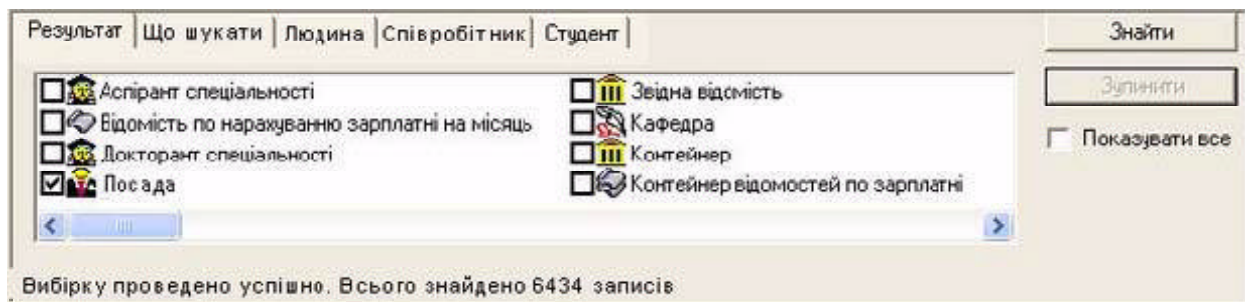 Результат Що шукати Людина Співробітник Студент
Знайти
Аспірант спеціальності
Звідна відомість
Зупинити
Відомість по нарахуванню зарплатні на місяць
Кафедра
Показувати все
Докторант спеціальності
Контейнер
Посада
Контейнер відомостей по зарплатні
Вибірку проведено успішно. Всього знайдено 6434 записів